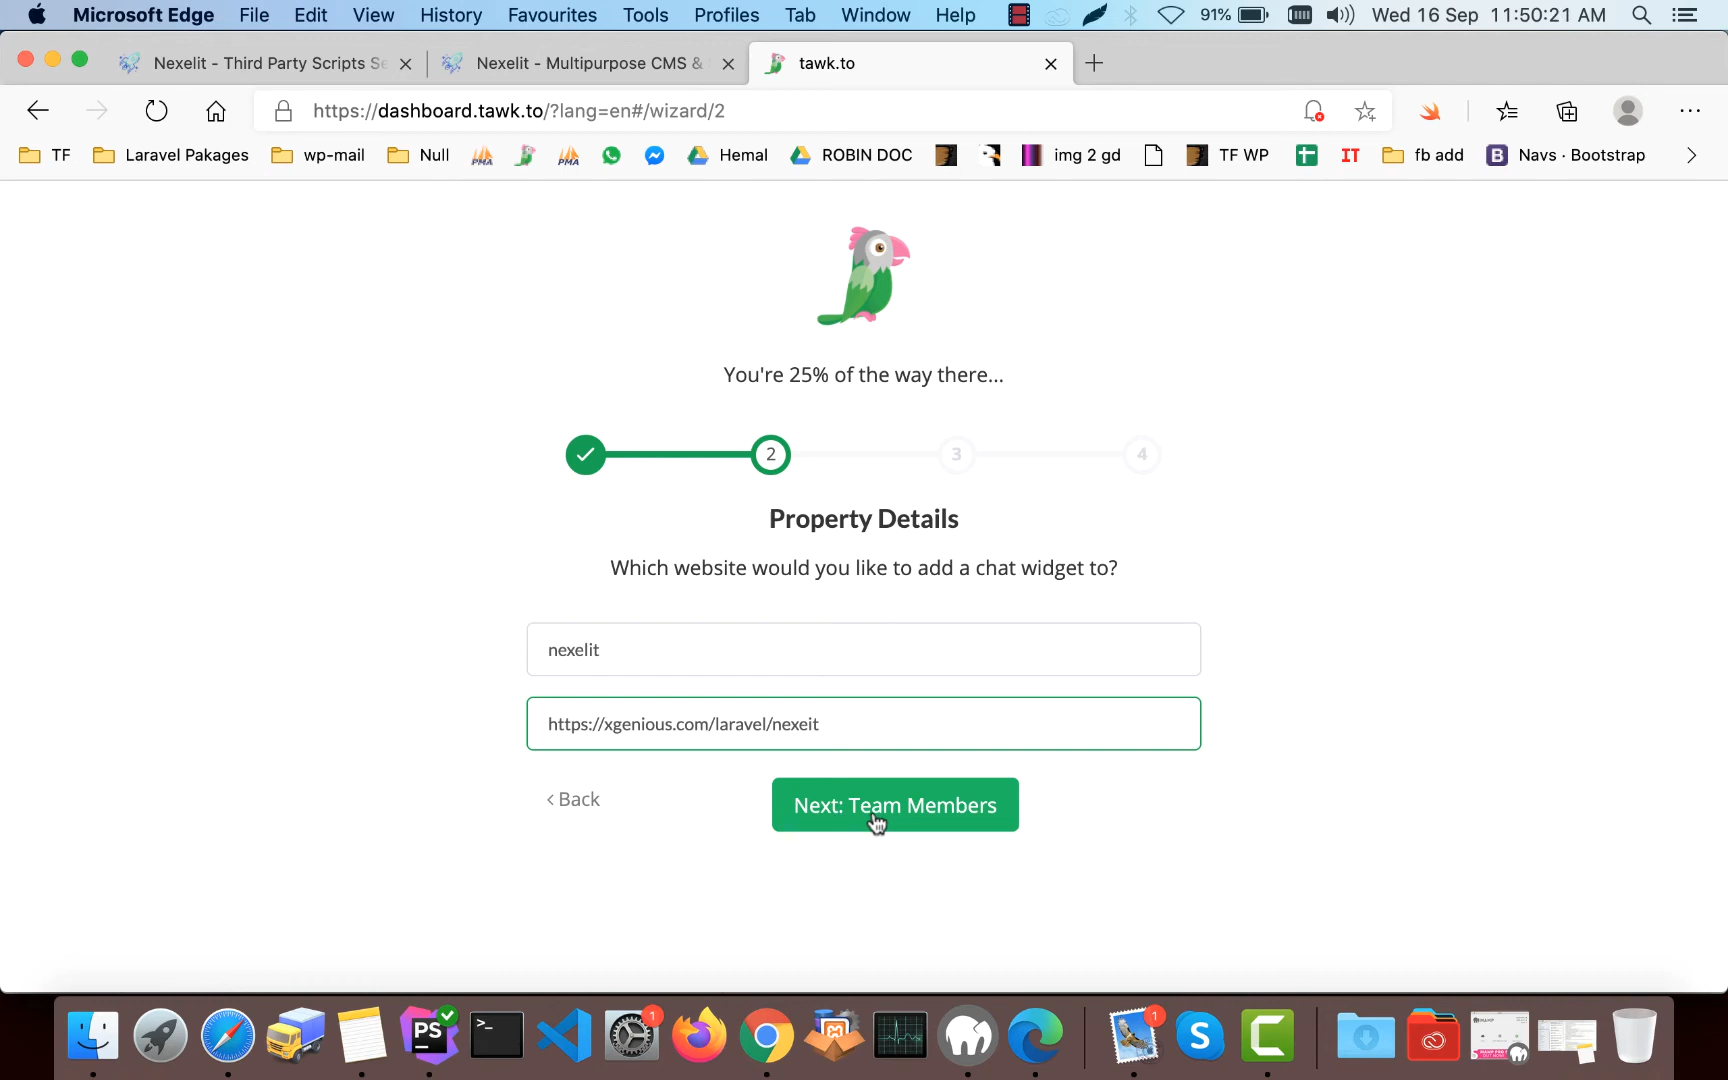 Microsoft Edge File Edit View History Favourites Tools Profiles Tab Window Help 91% Wed 16 Sep 11:50:21 AM
Nexelit - Third Party Scripts Se
Nexelit - Multipurpose CMS &
tawk.to
https://dashboard.tawk.to/?lang=en#/wizard/2
TF Laravel Pakages wp-mail Null Hemal ROBIN DOC img 2 gd TF WP IT fb add B Navs · Bootstrap
You're 25% of the way there...
2 3 4
Property Details
Which website would you like to add a chat widget to?
nexelit
https://xgenious.com/laravel/nexeit
< Back
Next: Team Members
PS >_ 1 1 S C